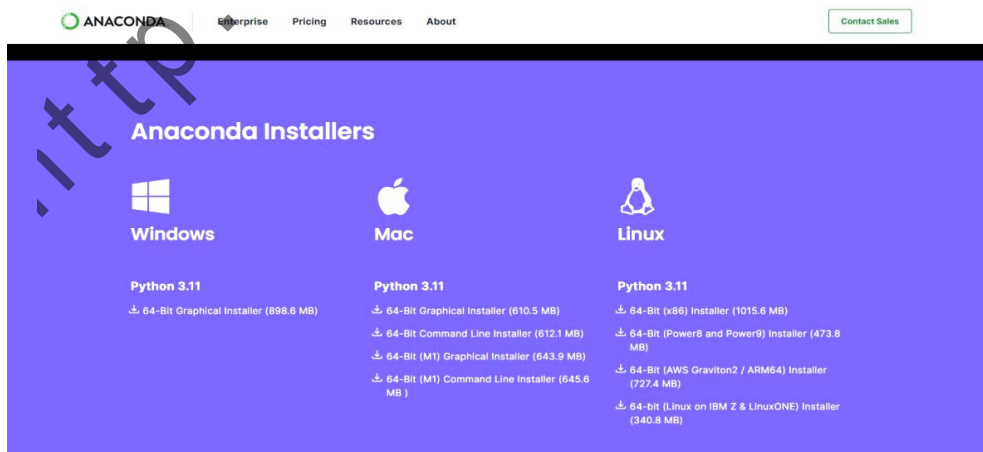 ANACONDA Enterprise Pricing Resources About Contact Sales
http:
Anaconda Installers
Windows Mac Linux
Python 3.11 Python 3.11 Python 3.11
64-Bit Graphical Installer (898.6 MB) 64-Bit Graphical Installer (610.5 MB) 64-Bit (x86) Installer (1015.6 MB)
64-Bit Command Line Installer (612.1 MB) 64-Bit (Power8 and Power9) Installer (473.8
MB)
64-Bit (M1) Graphical Installer (643.9 MB)
64-Bit (AWS Graviton2 / ARM64) Installer
(727.4 MB)
64-Bit (M1) Command Line Installer (645.6
MB )
64-bit (Linux on IBM Z & LinuxONE) Installer
(340.8 MB)